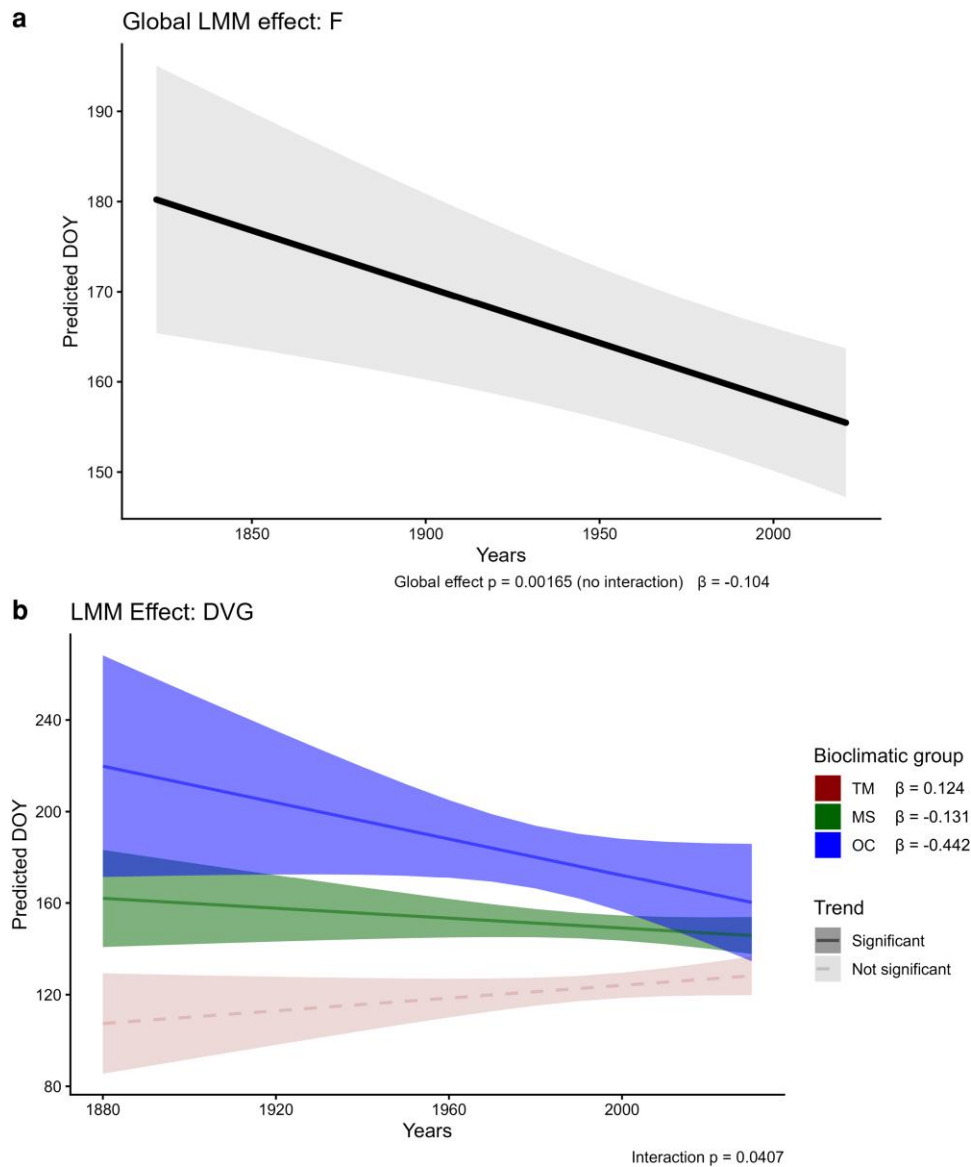 a
Global LMM effect: F
190
180
170
160
150
Predicted DOY
1850 1900 1950 2000
Years
Global effect p = 0.00165 (no interaction) β = -0.104
b
LMM Effect: DVG
240
200
160
120
80
Predicted DOY
1880 1920 1960 2000
Years
Bioclimatic group
TM β = 0.124
MS β = -0.131
OC β = -0.442
Trend
Significant
Not significant
Interaction p = 0.0407